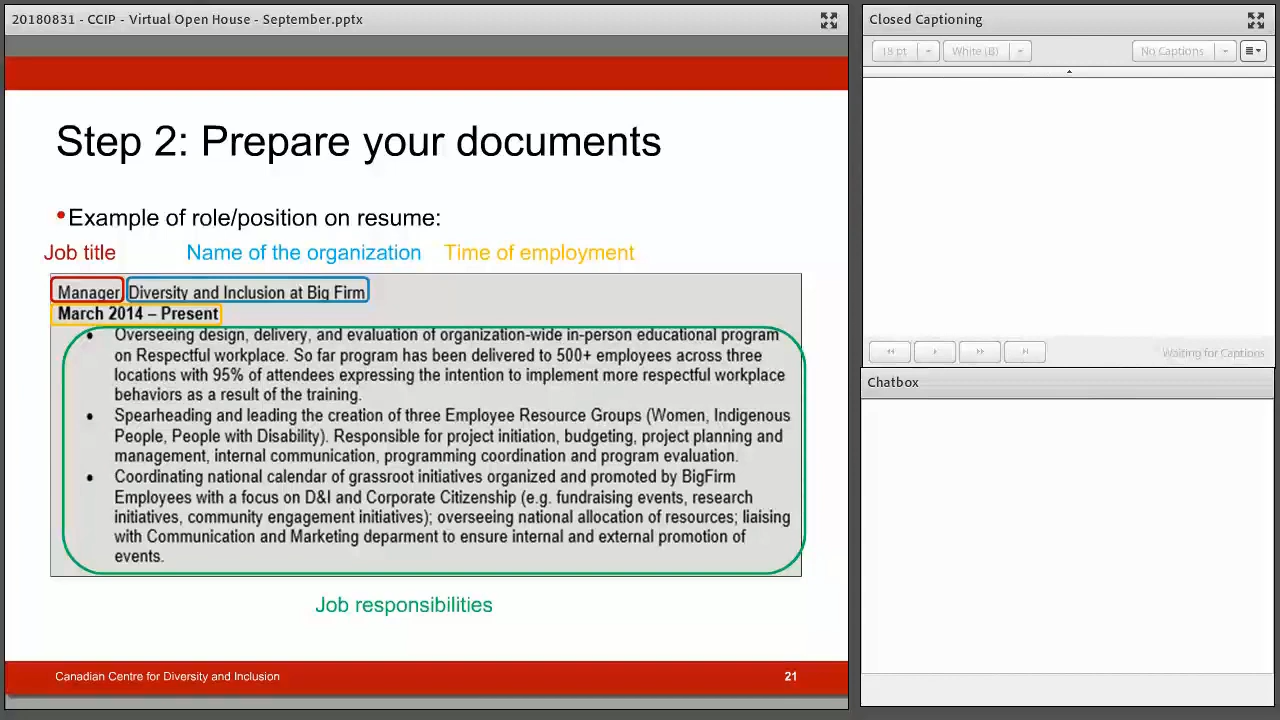 20180831 - CCIP - Virtual Open House - September.pptx
Step 2: Prepare your documents
•Example of role/position on resume:
Job title Name of the organization Time of employment
Manager Diversity and Inclusion at Big Firm
March 2014 – Present
• Overseeing design, delivery, and evaluation of organization-wide in-person educational program
on Respectful workplace. So far program has been delivered to 500+ employees across three
locations with 95% of attendees expressing the intention to implement more respectful workplace
behaviors as a result of the training.
• Spearheading and leading the creation of three Employee Resource Groups (Women, Indigenous
People, People with Disability). Responsible for project initiation, budgeting, project planning and
management, internal communication, programming coordination and program evaluation.
• Coordinating national calendar of grassroot initiatives organized and promoted by BigFirm
Employees with a focus on D&I and Corporate Citizenship (e.g. fundraising events, research
initiatives, community engagement initiatives); overseeing national allocation of resources; liaising
with Communication and Marketing deparment to ensure internal and external promotion of
events.
Job responsibilities
Canadian Centre for Diversity and Inclusion 21
Closed Captioning
18 pt White (B) No Captions
Waiting for Captions
Chatbox